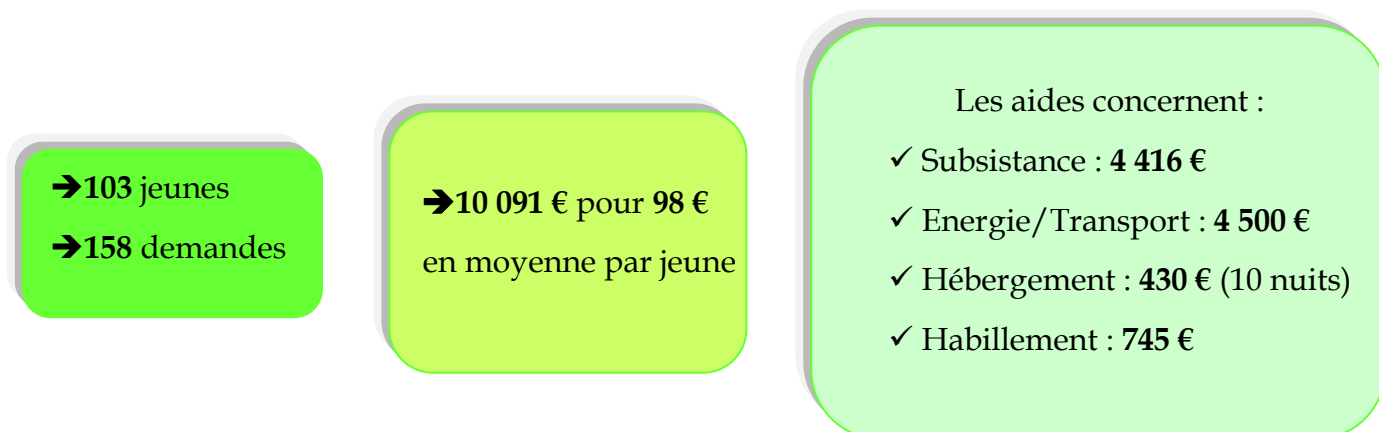 ➔103 jeunes
➔158 demandes
➔10 091 € pour 98 €
en moyenne par jeune
Les aides concernent :
✓ Subsistance : 4 416 €
✓ Energie/Transport : 4 500 €
✓ Hébergement : 430 € (10 nuits)
✓ Habillement : 745 €